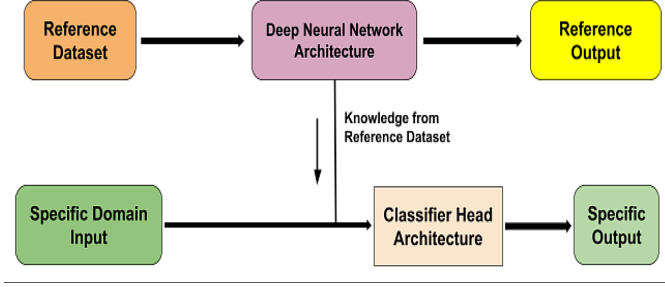 Reference
Dataset
Deep Neural Network
Architecture
Reference
Output
Knowledge from
Reference Dataset
Specific Domain
Input
Classifier Head
Architecture
Specific
Output